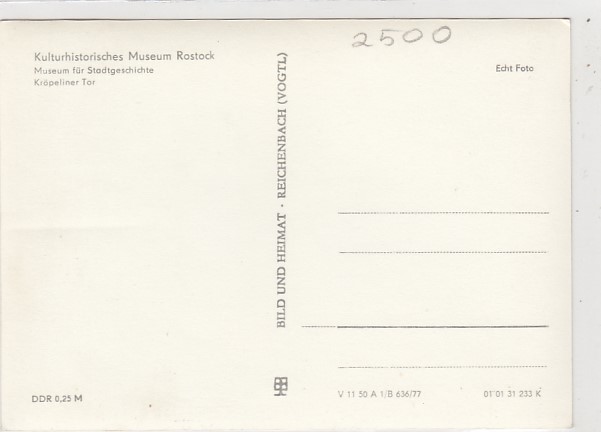 2500
Kulturhistorisches Museum Rostock
Museum für Stadtgeschichte
Kröpeliner Tor
Echt Foto
BILD UND HEIMAT · REICHENBACH (VOGTL)
DDR 0,25 M
V 11 50 A 1/B 636/77
01 01 31 233 K